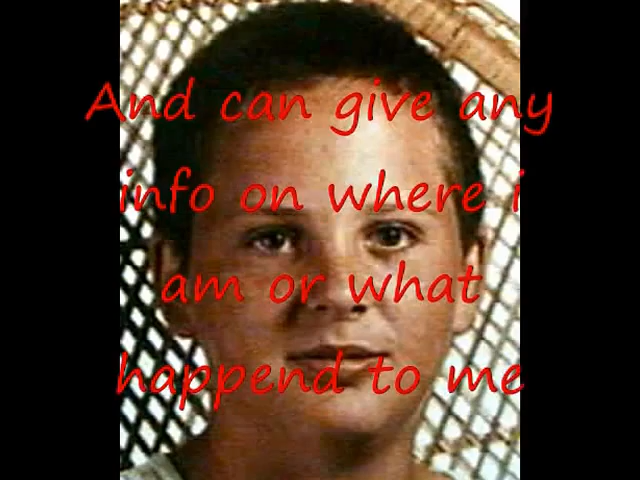 And can give any
info on where i
am or what
happend to me